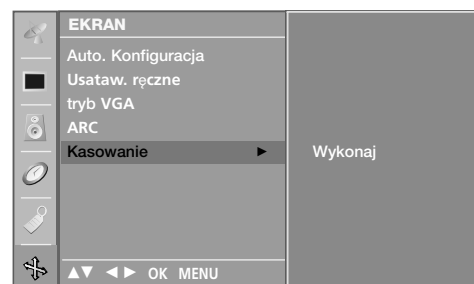 EKRAN
Auto. Konfiguracja
Usataw. ręczne
tryb VGA
ARC
Kasowanie ►
Wykonaj
▲▼ ◄► OK MENU